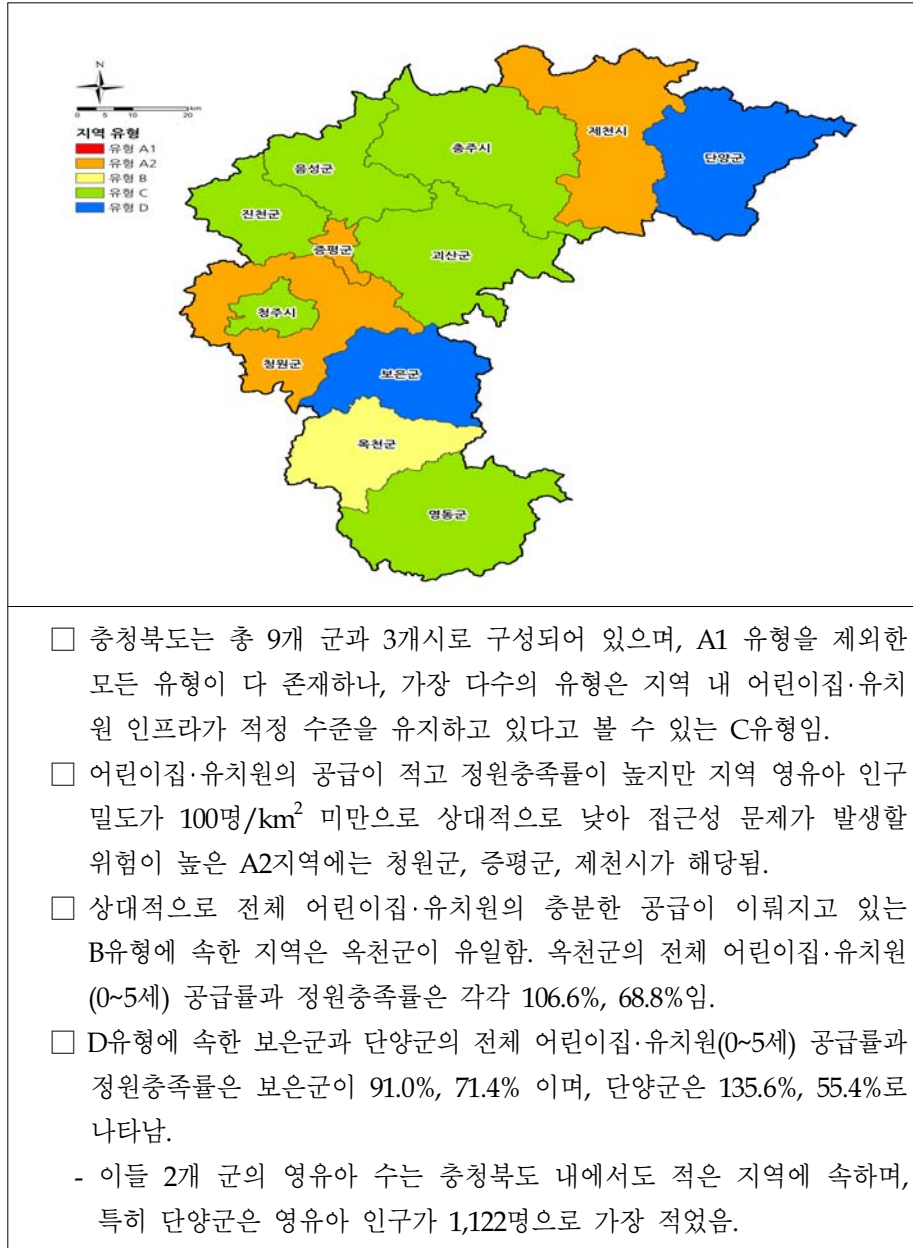 N
0 5 10 20 km
지역 유형
유형 A1
유형 A2
유형 B
유형 C
유형 D
제천시
단양군
충주시
음성군
진천군
증평군
괴산군
청주시
청원군
보은군
옥천군
영동군
□ 충청북도는 총 9개 군과 3개시로 구성되어 있으며, A1 유형을 제외한
모든 유형이 다 존재하나, 가장 다수의 유형은 지역 내 어린이집·유치
원 인프라가 적정 수준을 유지하고 있다고 볼 수 있는 C유형임.
□ 어린이집·유치원의 공급이 적고 정원충족률이 높지만 지역 영유아 인구
밀도가 100명/km² 미만으로 상대적으로 낮아 접근성 문제가 발생할
위험이 높은 A2지역에는 청원군, 증평군, 제천시가 해당됨.
□ 상대적으로 전체 어린이집·유치원의 충분한 공급이 이뤄지고 있는
B유형에 속한 지역은 옥천군이 유일함. 옥천군의 전체 어린이집·유치원
(0~5세) 공급률과 정원충족률은 각각 106.6%, 68.8%임.
□ D유형에 속한 보은군과 단양군의 전체 어린이집·유치원(0~5세) 공급률과
정원충족률은 보은군이 91.0%, 71.4% 이며, 단양군은 135.6%, 55.4%로
나타남.
- 이들 2개 군의 영유아 수는 충청북도 내에서도 적은 지역에 속하며,
특히 단양군은 영유아 인구가 1,122명으로 가장 적었음.